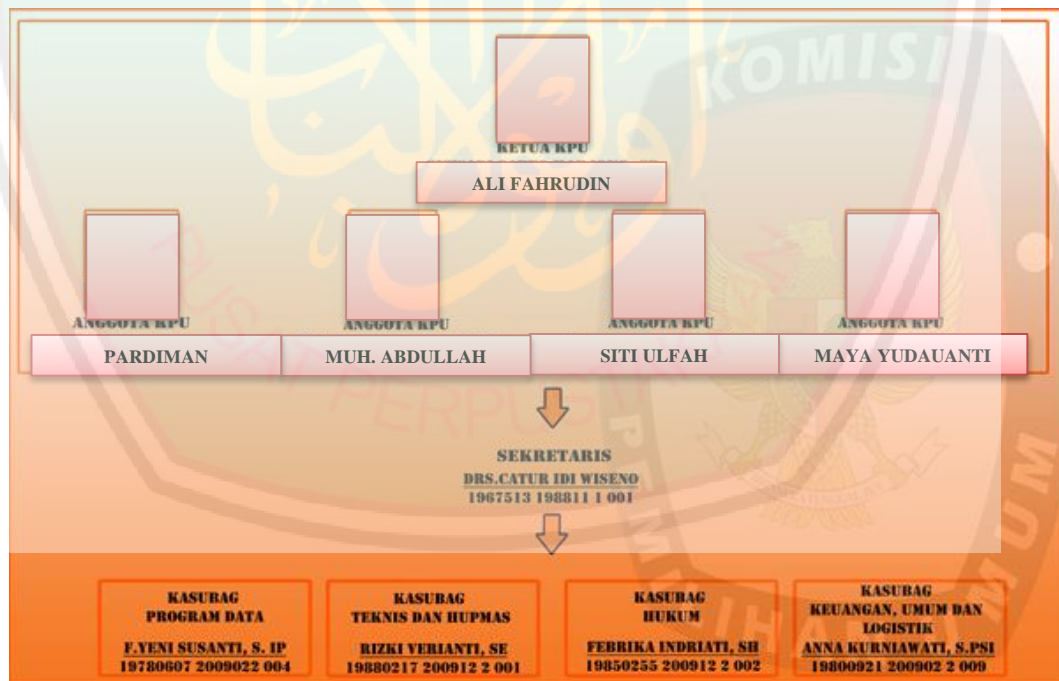 KOMISI
KETUA KPU
ALI FAHRUDIN
ANGGOTA KPU
ANGGOTA KPU
ANGGOTA KPU
ANGGOTA KPU
PARDIMAN
MUH. ABDULLAH
SITI ULFAH
MAYA YUDAUANTI
SEKRETARIS
DRS.CATUR IDI WISENO
1967513 198811 1 001
KASUBAG
PROGRAM DATA
F.YENI SUSANTI, S. IP
19780607 2009022 004
KASUBAG
TEKNIS DAN HUPMAS
RIZKI VERIANTI, SE
19880217 200912 2 001
KASUBAG
HUKUM
FEBRIKA INDRIATI, SH
19850255 200912 2 002
KASUBAG
KEUANGAN, UMUM DAN
LOGISTIK
ANNA KURNIAWATI, S.PSI
19800921 200902 2 009